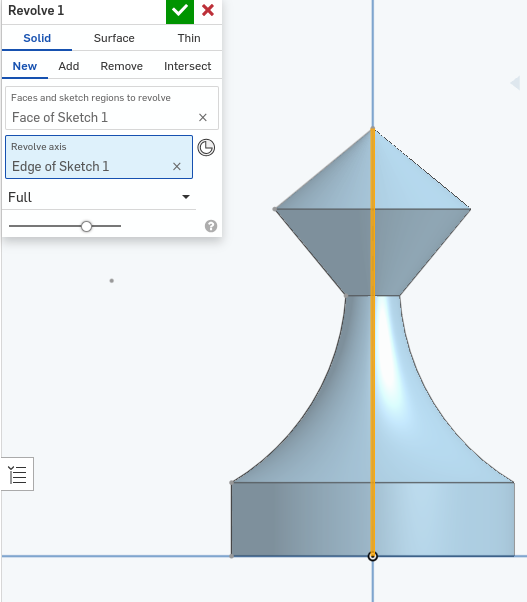 Revolve 1
Solid Surface Thin
New Add Remove Intersect
Faces and sketch regions to revolve
Face of Sketch 1
Revolve axis
Edge of Sketch 1
Full
?